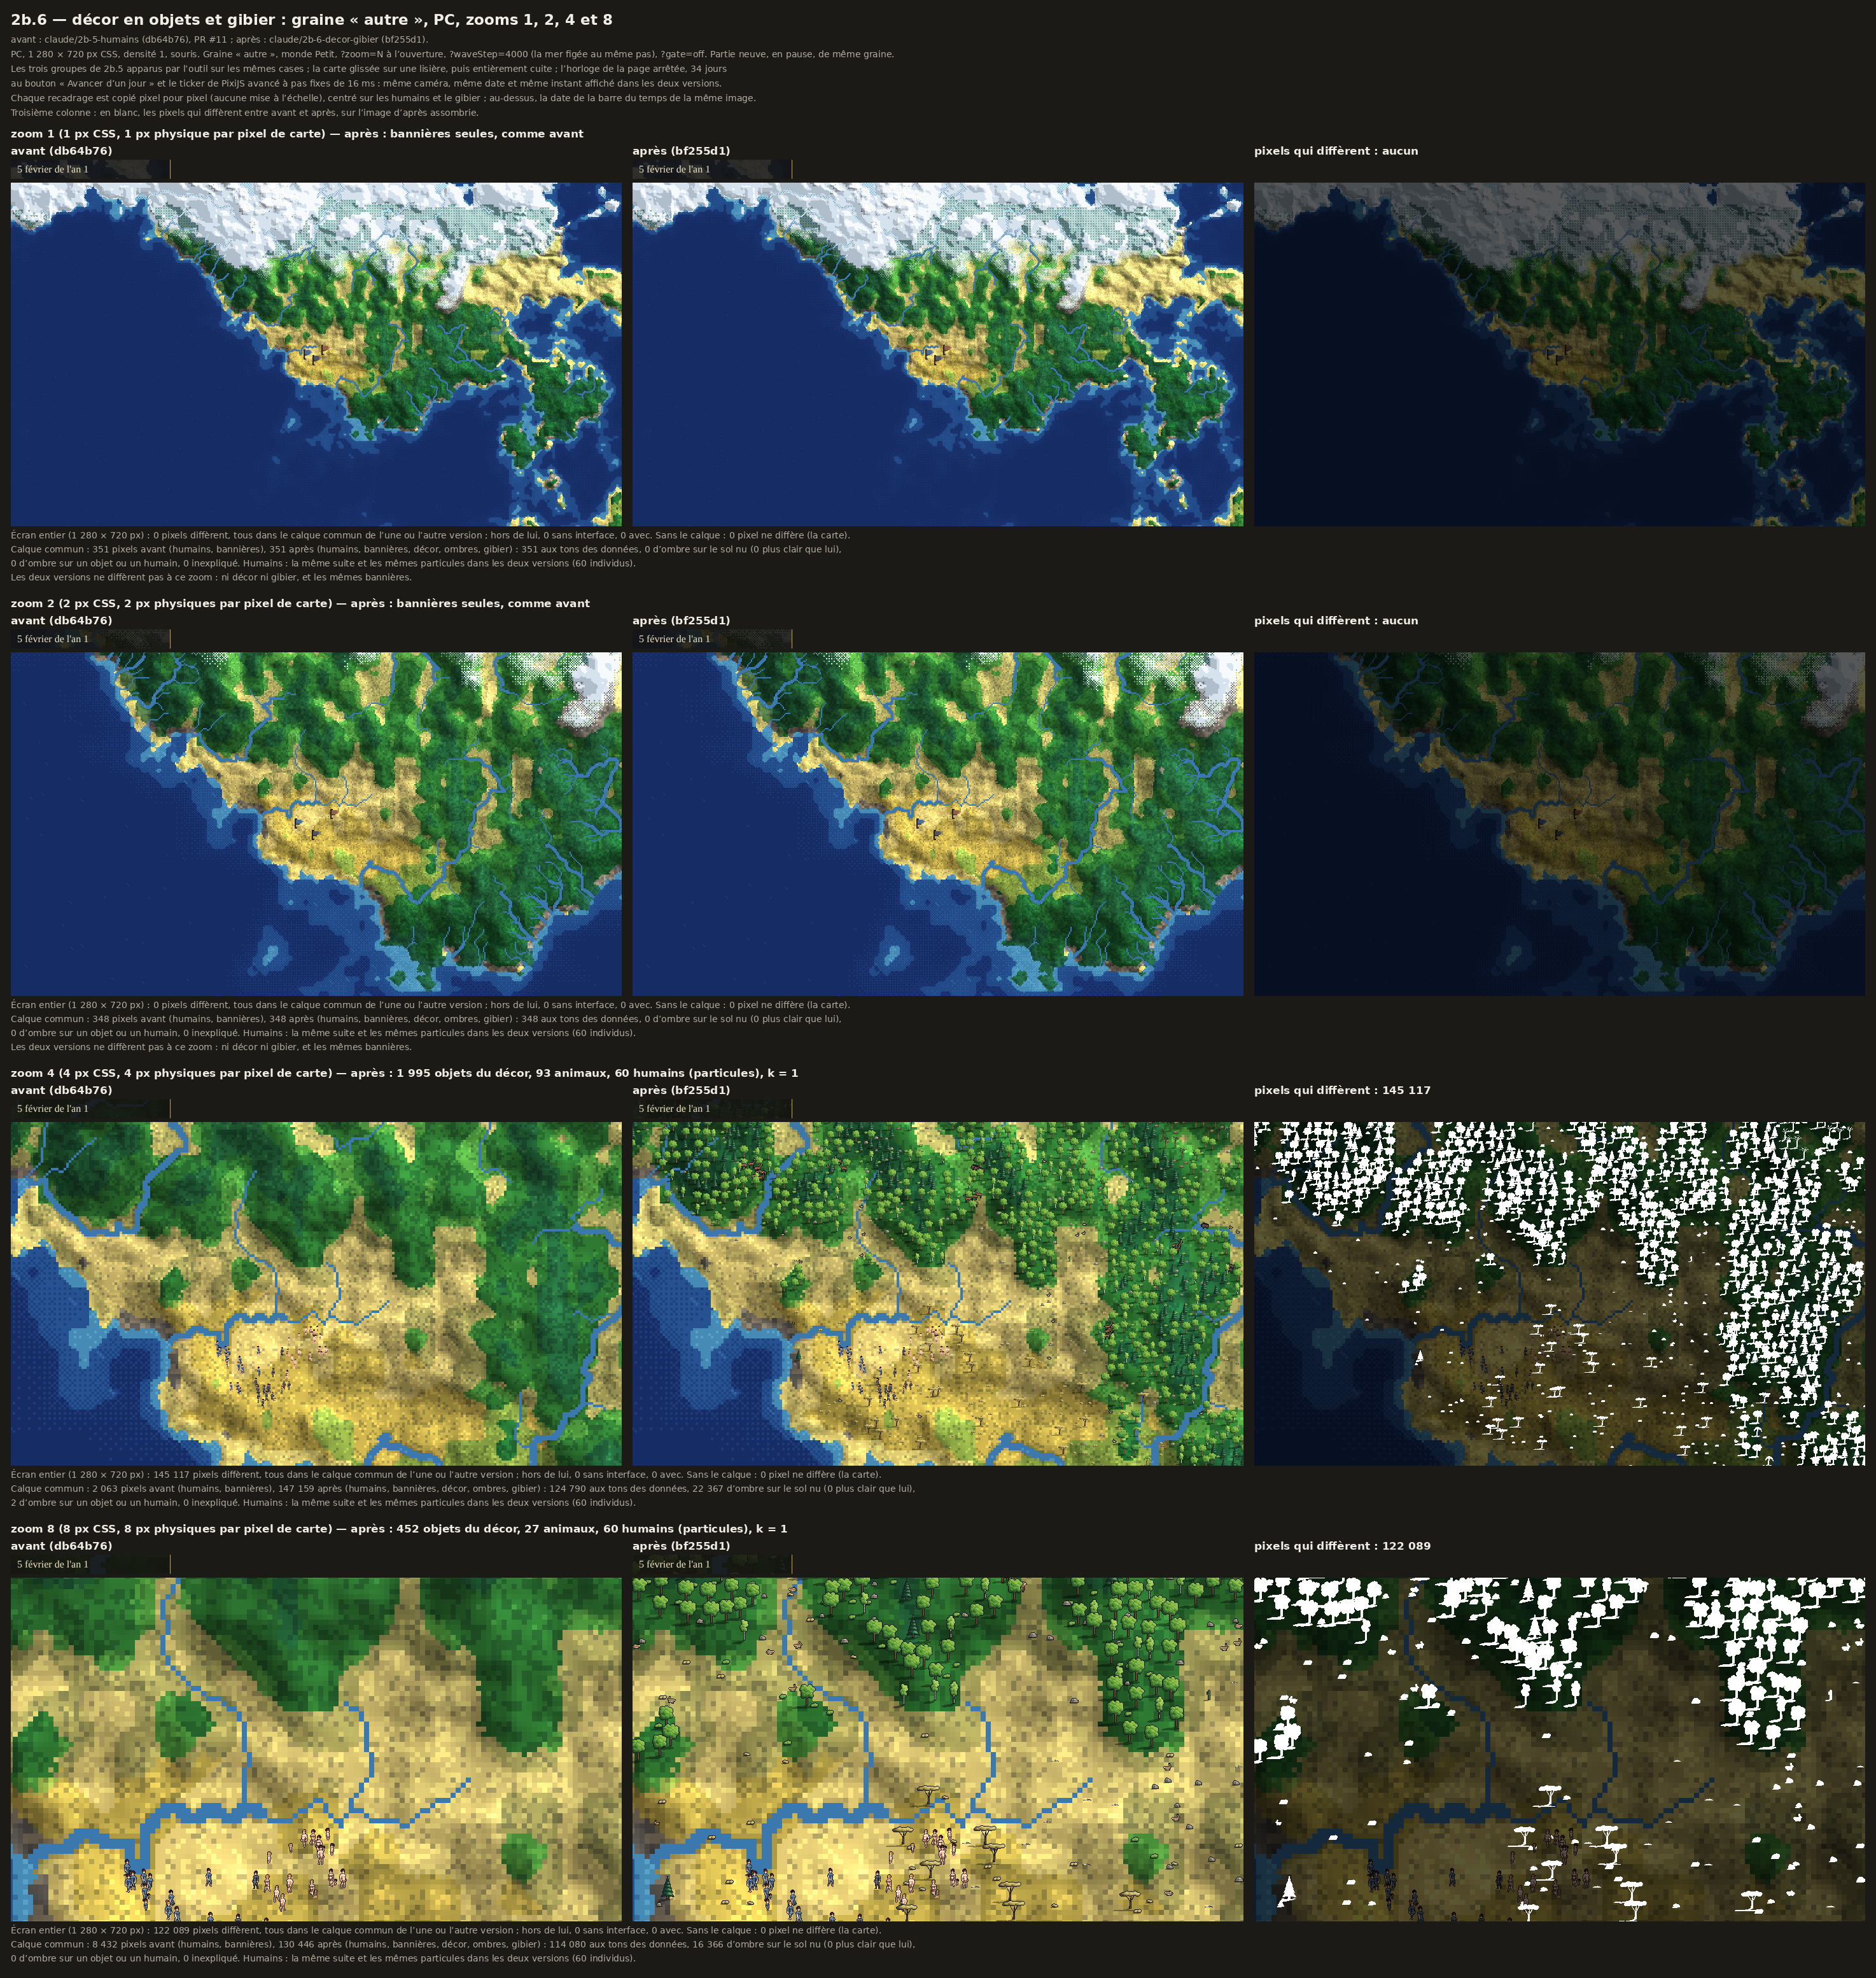 2b.6 — décor en objets et gibier : graine « autre », PC, zooms 1, 2, 4 et 8
avant : claude/2b-5-humains (db64b76), PR #11 ; après : claude/2b-6-decor-gibier (bf255d1).
PC, 1 280 × 720 px CSS, densité 1, souris. Graine « autre », monde Petit, ?zoom=N à l’ouverture, ?waveStep=4000 (la mer figée au même pas), ?gate=off. Partie neuve, en pause, de même graine.
Les trois groupes de 2b.5 apparus par l’outil sur les mêmes cases ; la carte glissée sur une lisière, puis entièrement cuite ; l’horloge de la page arrêtée, 34 jours
au bouton « Avancer d’un jour » et le ticker de PixiJS avancé à pas fixes de 16 ms : même caméra, même date et même instant affiché dans les deux versions.
Chaque recadrage est copié pixel pour pixel (aucune mise à l’échelle), centré sur les humains et le gibier ; au-dessus, la date de la barre du temps de la même image.
Troisième colonne : en blanc, les pixels qui diffèrent entre avant et après, sur l’image d’après assombrie.
zoom 1 (1 px CSS, 1 px physique par pixel de carte) — après : bannières seules, comme avant
avant (db64b76)
après (bf255d1)
pixels qui diffèrent : aucun
5 février de l'an 1
5 février de l'an 1
Écran entier (1 280 × 720 px) : 0 pixels diffèrent, tous dans le calque commun de l’une ou l’autre version ; hors de lui, 0 sans interface, 0 avec. Sans le calque : 0 pixel ne diffère (la carte).
Calque commun : 351 pixels avant (humains, bannières), 351 après (humains, bannières, décor, ombres, gibier) : 351 aux tons des données, 0 d’ombre sur le sol nu (0 plus clair que lui),
0 d’ombre sur un objet ou un humain, 0 inexpliqué. Humains : la même suite et les mêmes particules dans les deux versions (60 individus).
Les deux versions ne diffèrent pas à ce zoom : ni décor ni gibier, et les mêmes bannières.
zoom 2 (2 px CSS, 2 px physiques par pixel de carte) — après : bannières seules, comme avant
avant (db64b76)
après (bf255d1)
pixels qui diffèrent : aucun
5 février de l'an 1
5 février de l'an 1
Écran entier (1 280 × 720 px) : 0 pixels diffèrent, tous dans le calque commun de l’une ou l’autre version ; hors de lui, 0 sans interface, 0 avec. Sans le calque : 0 pixel ne diffère (la carte).
Calque commun : 348 pixels avant (humains, bannières), 348 après (humains, bannières, décor, ombres, gibier) : 348 aux tons des données, 0 d’ombre sur le sol nu (0 plus clair que lui),
0 d’ombre sur un objet ou un humain, 0 inexpliqué. Humains : la même suite et les mêmes particules dans les deux versions (60 individus).
Les deux versions ne diffèrent pas à ce zoom : ni décor ni gibier, et les mêmes bannières.
zoom 4 (4 px CSS, 4 px physiques par pixel de carte) — après : 1 995 objets du décor, 93 animaux, 60 humains (particules), k = 1
avant (db64b76)
après (bf255d1)
pixels qui diffèrent : 145 117
5 février de l'an 1
5 février de l'an 1
Écran entier (1 280 × 720 px) : 145 117 pixels diffèrent, tous dans le calque commun de l’une ou l’autre version ; hors de lui, 0 sans interface, 0 avec. Sans le calque : 0 pixel ne diffère (la carte).
Calque commun : 2 063 pixels avant (humains, bannières), 147 159 après (humains, bannières, décor, ombres, gibier) : 124 790 aux tons des données, 22 367 d’ombre sur le sol nu (0 plus clair que lui),
2 d’ombre sur un objet ou un humain, 0 inexpliqué. Humains : la même suite et les mêmes particules dans les deux versions (60 individus).
zoom 8 (8 px CSS, 8 px physiques par pixel de carte) — après : 452 objets du décor, 27 animaux, 60 humains (particules), k = 1
avant (db64b76)
après (bf255d1)
pixels qui diffèrent : 122 089
5 février de l'an 1
5 février de l'an 1
Écran entier (1 280 × 720 px) : 122 089 pixels diffèrent, tous dans le calque commun de l’une ou l’autre version ; hors de lui, 0 sans interface, 0 avec. Sans le calque : 0 pixel ne diffère (la carte).
Calque commun : 8 432 pixels avant (humains, bannières), 130 446 après (humains, bannières, décor, ombres, gibier) : 114 080 aux tons des données, 16 366 d’ombre sur le sol nu (0 plus clair que lui),
0 d’ombre sur un objet ou un humain, 0 inexpliqué. Humains : la même suite et les mêmes particules dans les deux versions (60 individus).